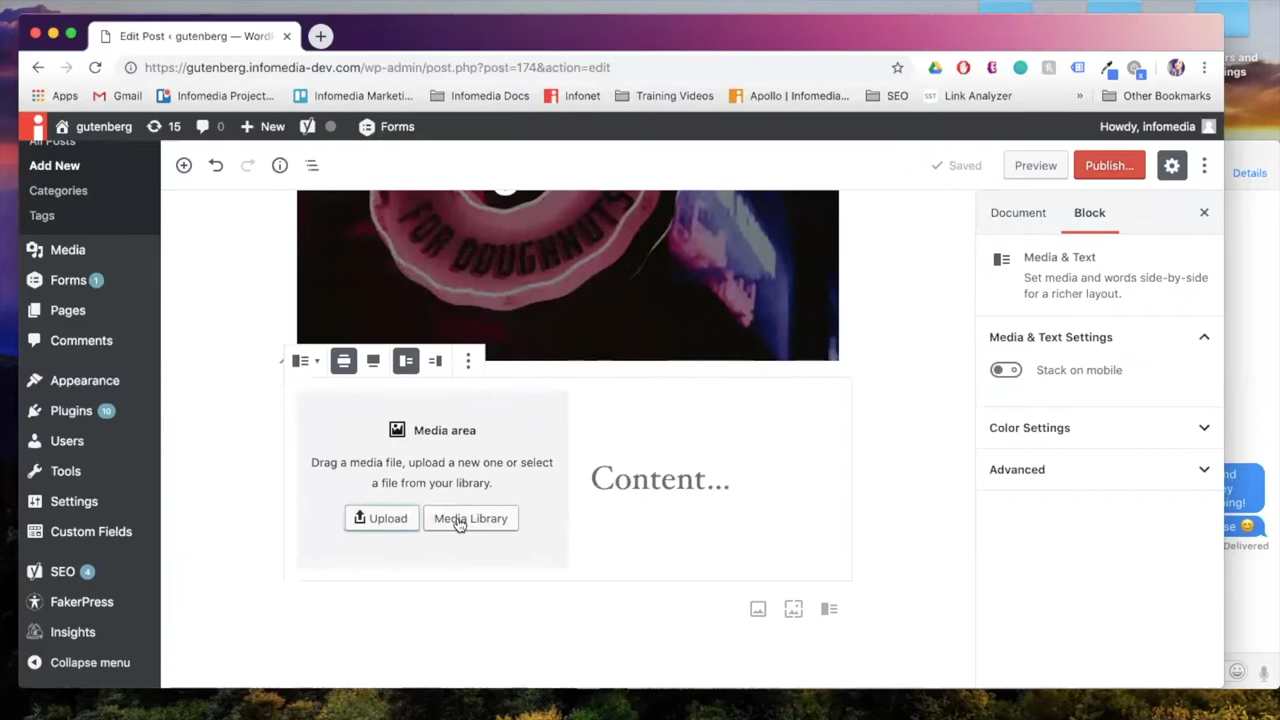 Edit Post ‹ gutenberg — WordP
https://gutenberg.infomedia-dev.com/wp-admin/post.php?post=174&action=edit
Apps Gmail Infomedia Project... Infomedia Marketi... Infomedia Docs Infonet Training Videos Apollo | Infomedia... SEO SST Link Analyzer » Other Bookmarks
gutenberg 15 0 New Forms Howdy, infomedia
All Posts
Add New
Categories
Tags
Media
Forms 1
Pages
Comments
Appearance
Plugins 10
Users
Tools
Settings
Custom Fields
SEO 4
FakerPress
Insights
Collapse menu
Saved Preview Publish...
FOR DOUGHNUTS
Media area
Drag a media file, upload a new one or select
a file from your library.
Upload Media Library
Content...
Document Block
Media & Text
Set media and words side-by-side
for a richer layout.
Media & Text Settings
Stack on mobile
Color Settings
Advanced
Details
Delivered